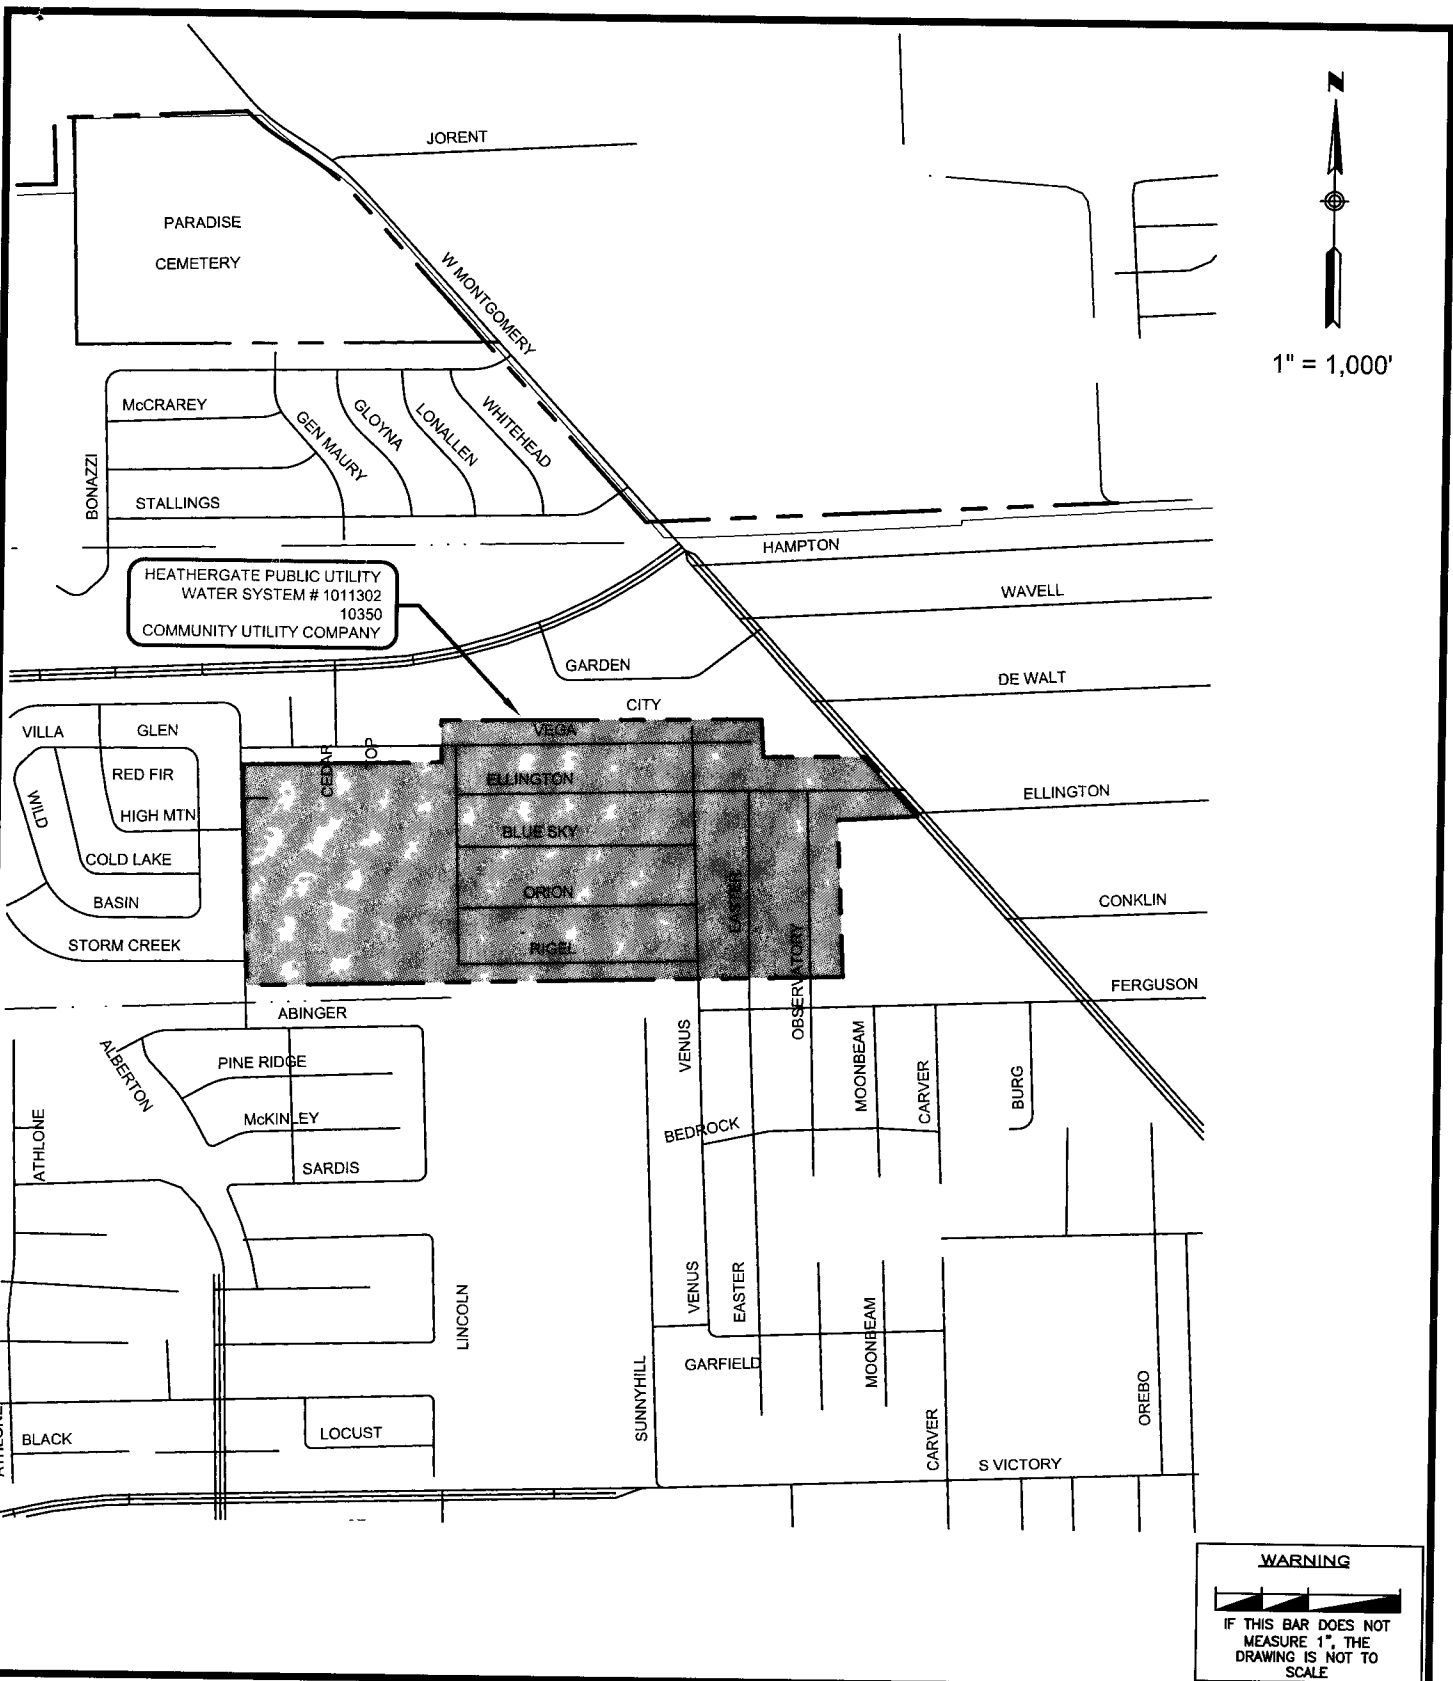 N
1" = 1,000'
JORENT
PARADISE
CEMETERY
W MONTGOMERY
McCRAREY
GEN MAURY
GLOYNA
LONALLEN
WHITEHEAD
BONAZZI
STALLINGS
HAMPTON
HEATHERGATE PUBLIC UTILITY
WATER SYSTEM # 1011302
10350
COMMUNITY UTILITY COMPANY
WAVELL
GARDEN
DE WALT
CITY
VILLA
GLEN
VEGA
CEDAR
TOP
RED FIR
ELLINGTON
ELLINGTON
WILD
HIGH MTN
BLUE SKY
COLD LAKE
ORION
EASTER
BASIN
CONKLIN
STORM CREEK
RIGEL
OBSERVATORY
FERGUSON
ABINGER
ALBERTON
PINE RIDGE
VENUS
MOONBEAM
CARVER
BURG
McKINLEY
BEDROCK
ATHLONE
SARDIS
LINCOLN
VENUS
EASTER
MOONBEAM
GARFIELD
SUNNYHILL
OREBO
ATHLONE
BLACK
LOCUST
CARVER
S VICTORY
WARNING
IF THIS BAR DOES NOT
MEASURE 1", THE
DRAWING IS NOT TO
SCALE